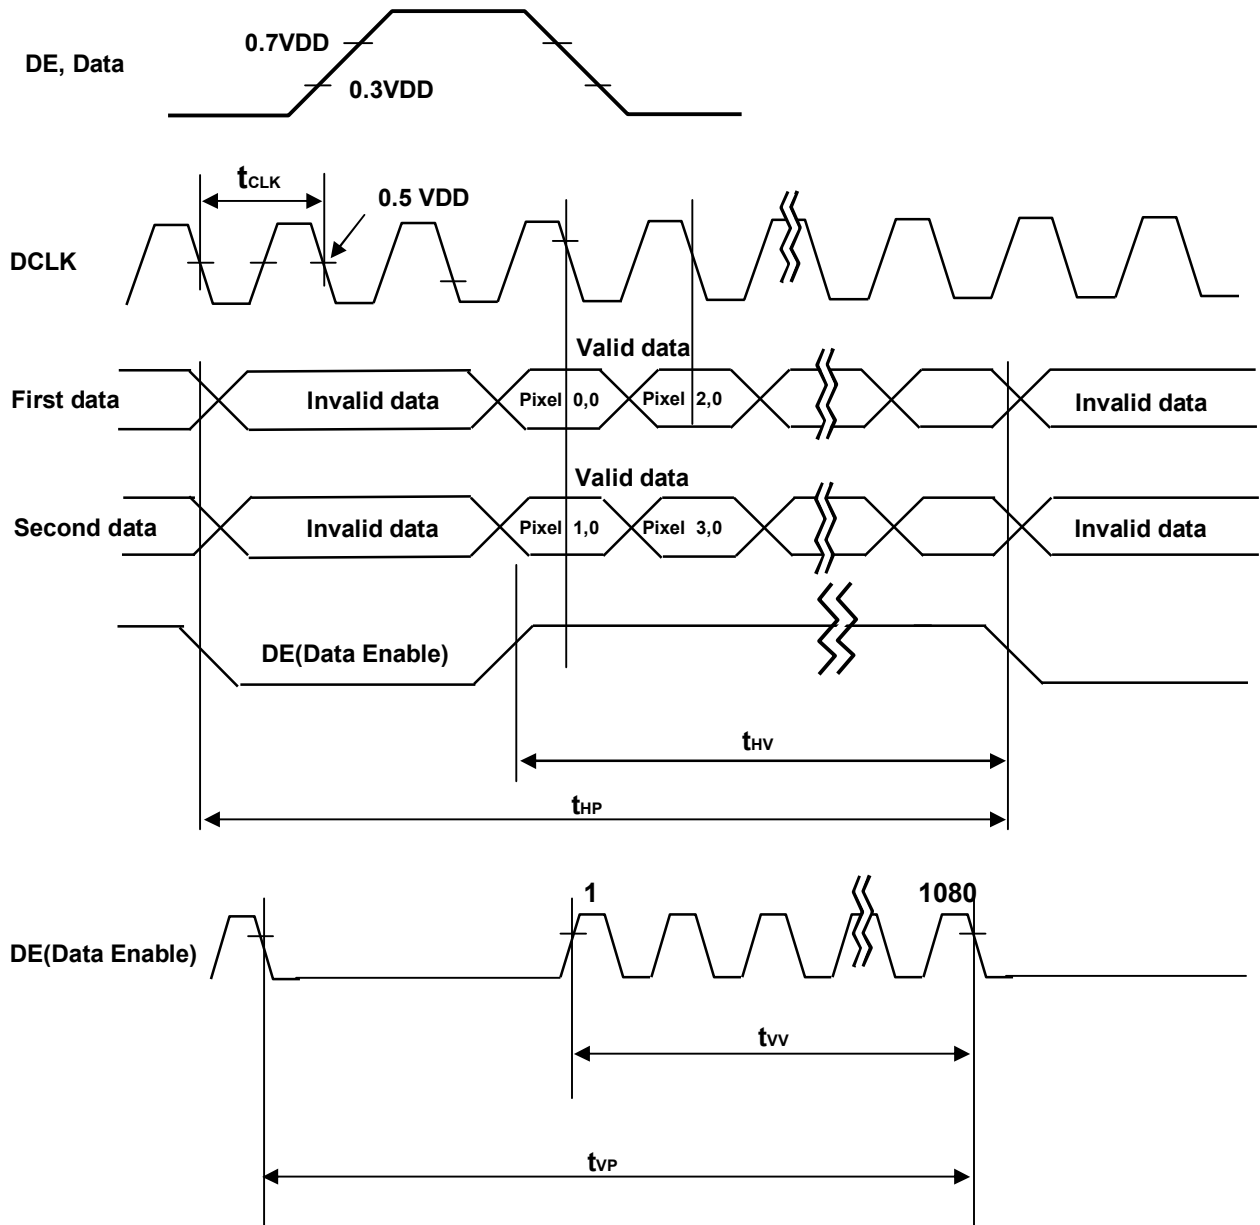 0.7VDD
DE, Data
0.3VDD
tCLK
0.5 VDD
DCLK
Valid data
First data
Invalid data
Pixel 0,0
Pixel 2,0
Invalid data
Valid data
Second data
Invalid data
Pixel 1,0
Pixel 3,0
Invalid data
DE(Data Enable)
tHV
tHP
1
1080
DE(Data Enable)
tVV
tVP